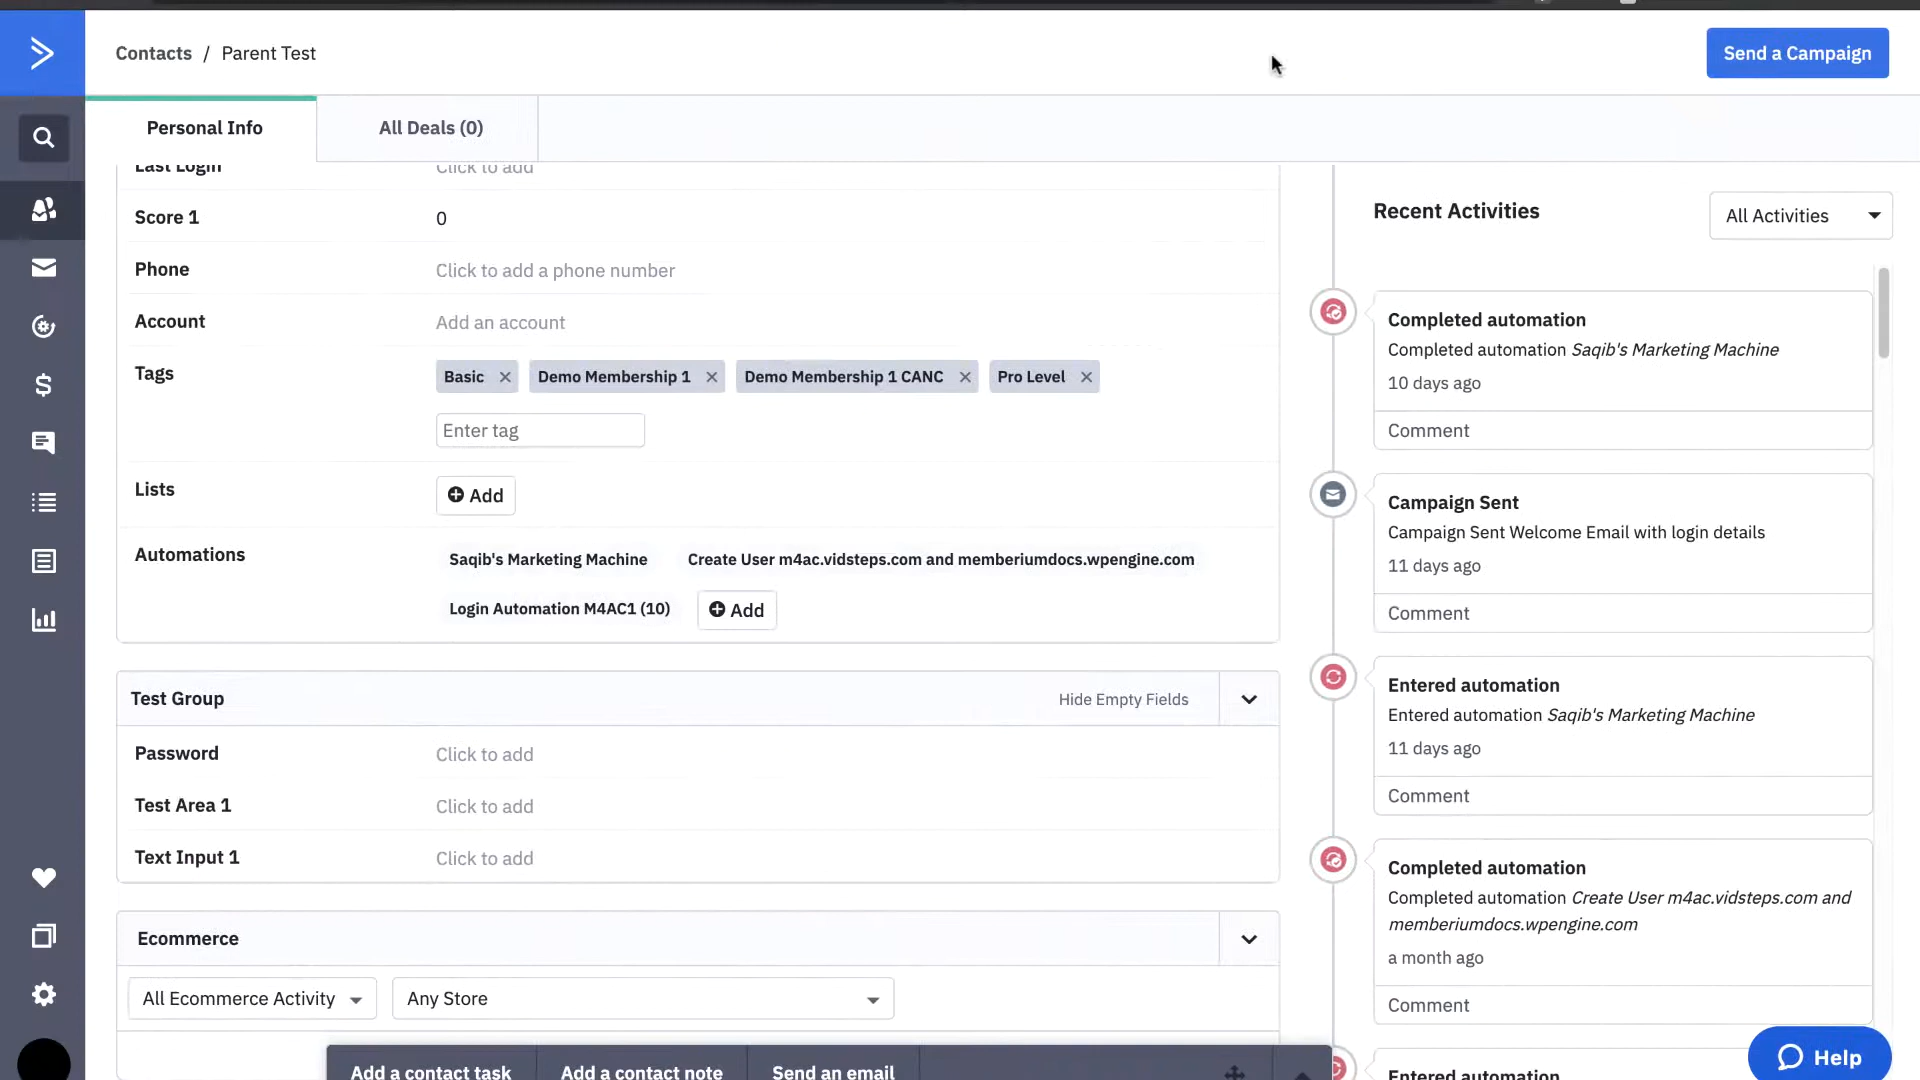 Contacts / Parent Test
Send a Campaign
Personal Info
All Deals (0)
Last Login
Click to add
Score 1
0
Phone
Click to add a phone number
Account
Add an account
Tags
Basic
Demo Membership 1
Demo Membership 1 CANC
Pro Level
Enter tag
Lists
Add
Automations
Saqib's Marketing Machine
Create User m4ac.vidsteps.com and memberiumdocs.wpengine.com
Login Automation M4AC1 (10)
Add
Test Group
Hide Empty Fields
Password
Click to add
Test Area 1
Click to add
Text Input 1
Click to add
Ecommerce
All Ecommerce Activity
Any Store
Add a contact task
Add a contact note
Send an email
Recent Activities
All Activities
Completed automation
Completed automation Saqib's Marketing Machine
10 days ago
Comment
Campaign Sent
Campaign Sent Welcome Email with login details
11 days ago
Comment
Entered automation
Entered automation Saqib's Marketing Machine
11 days ago
Comment
Completed automation
Completed automation Create User m4ac.vidsteps.com and
memberiumdocs.wpengine.com
a month ago
Comment
Entered automation
Help